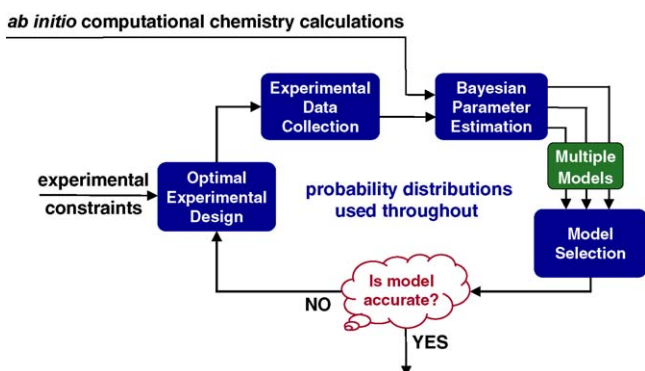 ab initio computational chemistry calculations
Experimental
Data
Collection
Bayesian
Parameter
Estimation
Multiple
Models
experimental
constraints
Optimal
Experimental
Design
probability distributions
used throughout
Model
Selection
Is model
accurate?
NO
YES